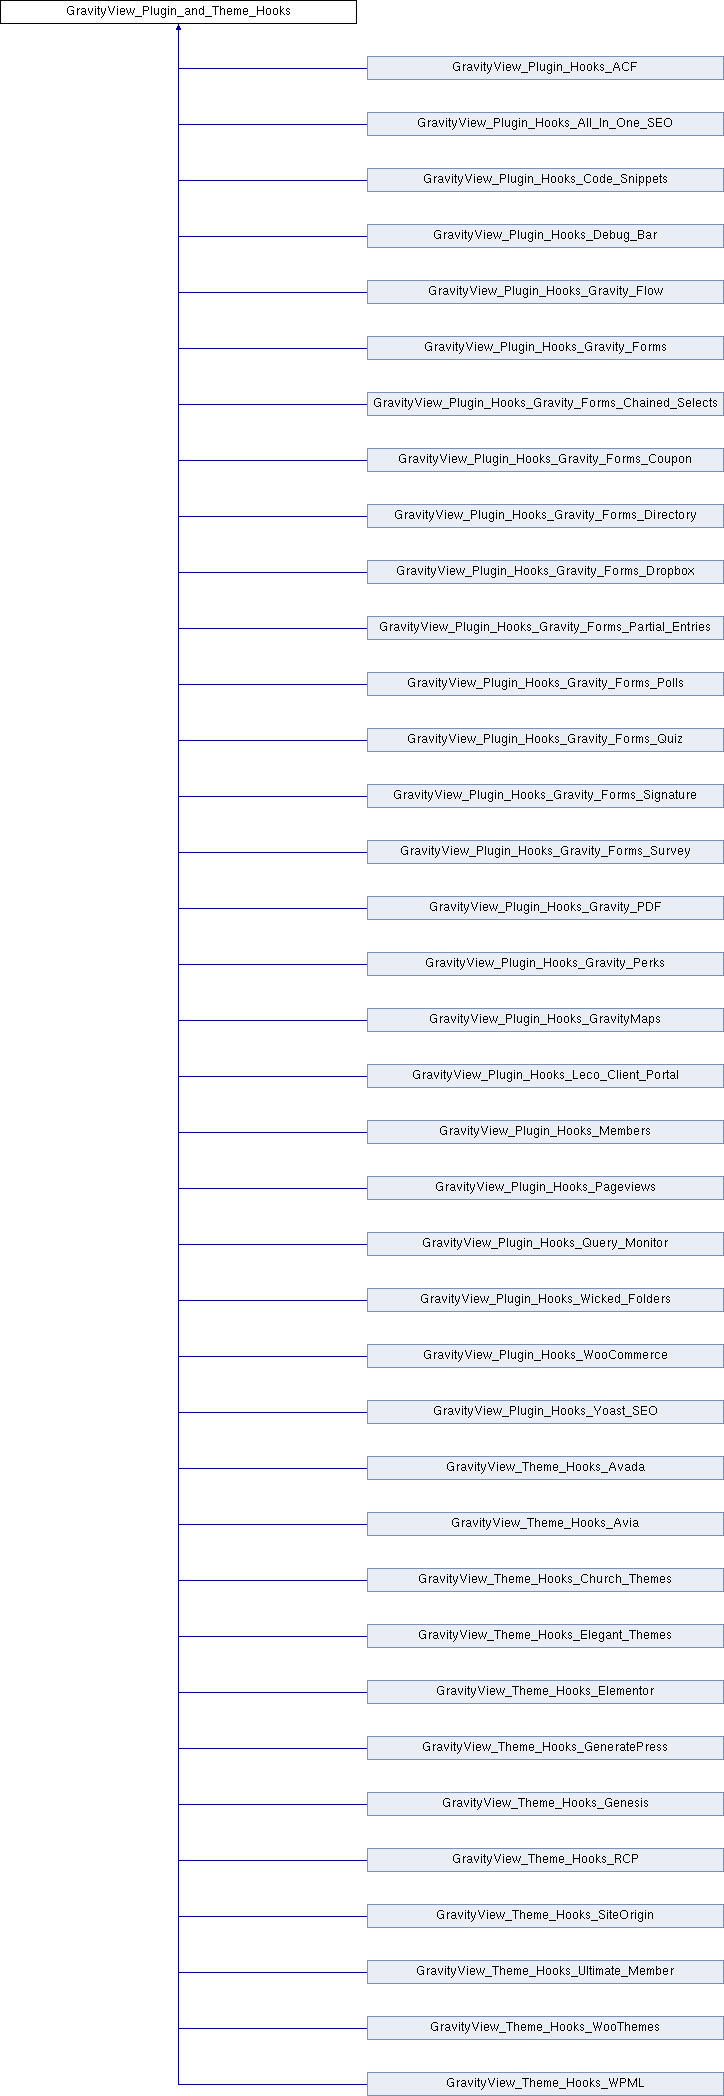 GravityView_Plugin_and_Theme_Hooks
GravityView_Plugin_Hooks_ACF
GravityView_Plugin_Hooks_All_In_One_SEO
GravityView_Plugin_Hooks_Code_Snippets
GravityView_Plugin_Hooks_Debug_Bar
GravityView_Plugin_Hooks_Gravity_Flow
GravityView_Plugin_Hooks_Gravity_Forms
GravityView_Plugin_Hooks_Gravity_Forms_Chained_Selects
GravityView_Plugin_Hooks_Gravity_Forms_Coupon
GravityView_Plugin_Hooks_Gravity_Forms_Directory
GravityView_Plugin_Hooks_Gravity_Forms_Dropbox
GravityView_Plugin_Hooks_Gravity_Forms_Partial_Entries
GravityView_Plugin_Hooks_Gravity_Forms_Polls
GravityView_Plugin_Hooks_Gravity_Forms_Quiz
GravityView_Plugin_Hooks_Gravity_Forms_Signature
GravityView_Plugin_Hooks_Gravity_Forms_Survey
GravityView_Plugin_Hooks_Gravity_PDF
GravityView_Plugin_Hooks_Gravity_Perks
GravityView_Plugin_Hooks_GravityMaps
GravityView_Plugin_Hooks_Leco_Client_Portal
GravityView_Plugin_Hooks_Members
GravityView_Plugin_Hooks_Pageviews
GravityView_Plugin_Hooks_Query_Monitor
GravityView_Plugin_Hooks_Wicked_Folders
GravityView_Plugin_Hooks_WooCommerce
GravityView_Plugin_Hooks_Yoast_SEO
GravityView_Theme_Hooks_Avada
GravityView_Theme_Hooks_Avia
GravityView_Theme_Hooks_Church_Themes
GravityView_Theme_Hooks_Elegant_Themes
GravityView_Theme_Hooks_Elementor
GravityView_Theme_Hooks_GeneratePress
GravityView_Theme_Hooks_Genesis
GravityView_Theme_Hooks_RCP
GravityView_Theme_Hooks_SiteOrigin
GravityView_Theme_Hooks_Ultimate_Member
GravityView_Theme_Hooks_WooThemes
GravityView_Theme_Hooks_WPML